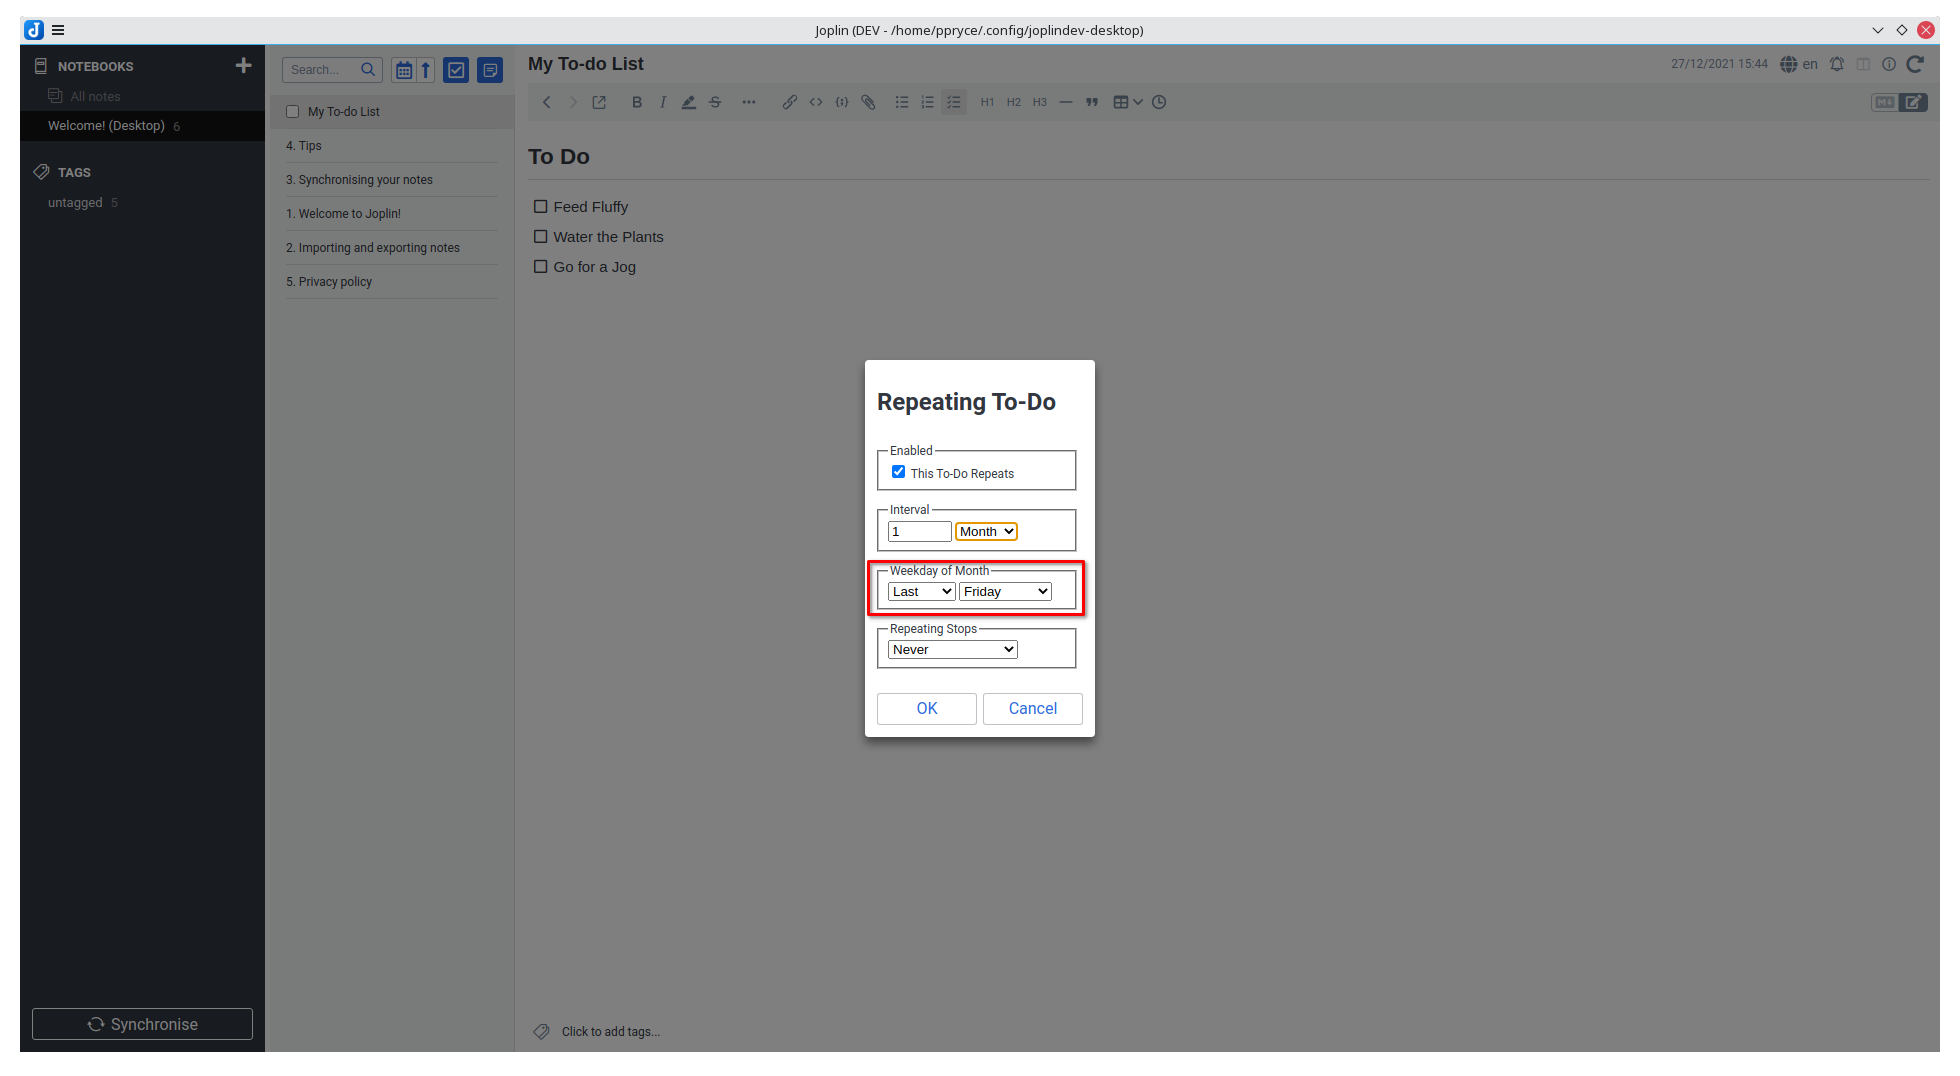 Joplin (DEV - /home/ppryce/.config/joplindev-desktop)
NOTEBOOKS
All notes
Welcome! (Desktop) 6
TAGS
untagged 5
Synchronise
Search...
My To-do List
4. Tips
3. Synchronising your notes
1. Welcome to Joplin!
2. Importing and exporting notes
5. Privacy policy
My To-do List
27/12/2021 15:44
en
B I S H1 H2 H3
To Do
Feed Fluffy
Water the Plants
Go for a Jog
Click to add tags...
Repeating To-Do
Enabled
This To-Do Repeats
Interval
1 Month
Weekday of Month
Last Friday
Repeating Stops
Never
OK Cancel